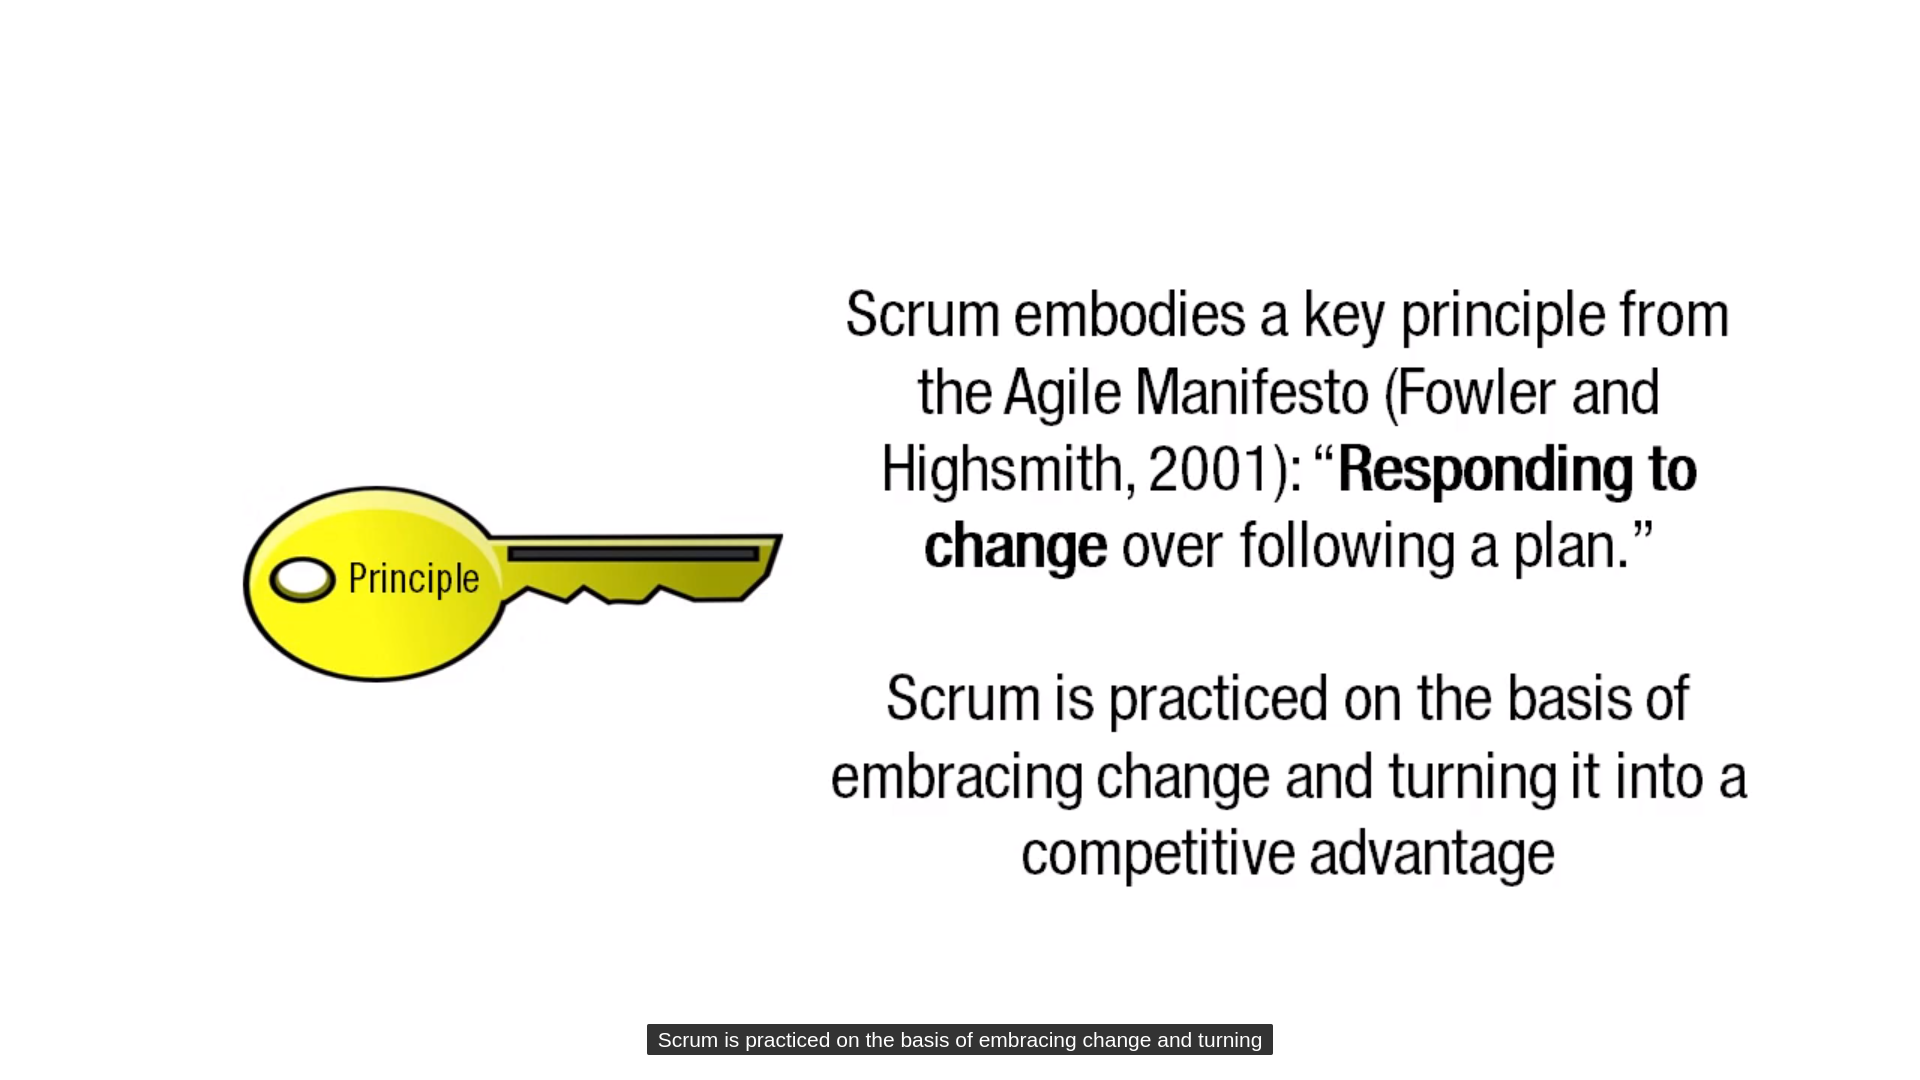 Scrum embodies a key principle from
the Agile Manifesto (Fowler and
Highsmith, 2001): “Responding to
change over following a plan.”
Principle
Scrum is practiced on the basis of
embracing change and turning it into a
competitive advantage
Scrum is practiced on the basis of embracing change and turning